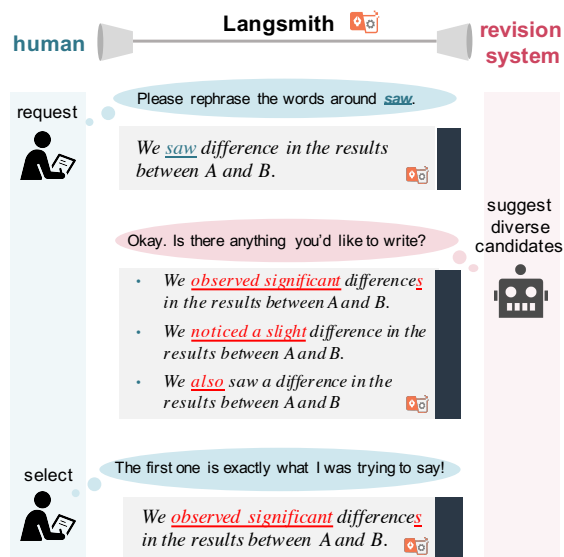 Langsmith
human
revision
system
request
Please rephrase the words around saw.
We saw difference in the results
between A and B.
suggest
diverse
candidates
Okay. Is there anything you'd like to write?
• We observed significant differences
in the results between A and B.
• We noticed a slight difference in the
results between A and B.
• We also saw a difference in the
results between A and B
select
The first one is exactly what I was trying to say!
We observed significant differences
in the results between A and B.